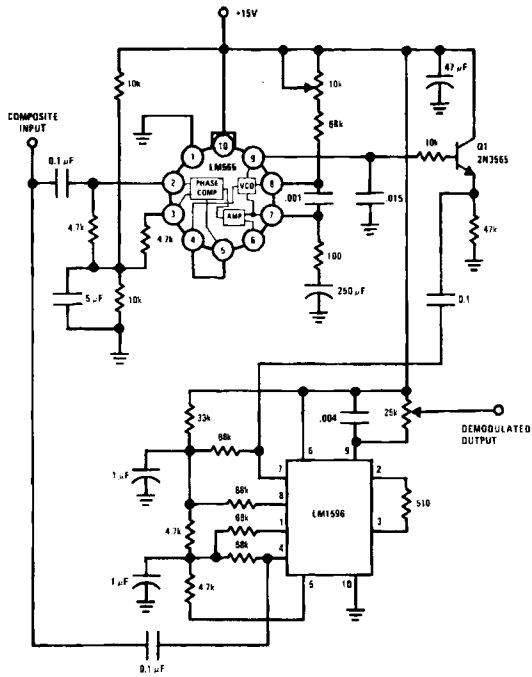 +15V
10k
10k
47 μF
COMPOSITE
INPUT
0.1 μF
68k
1
10
LM565
9
10k
Q1
2N3565
2
PHASE
COMP
VCO
8
.001
.015
3
AMP
7
4.7k
4.7k
4
5
6
100
47k
5 μF
10k
250 μF
0.1
33k
.004
25k
DEMODULATED
OUTPUT
68k
6
9
1 μF
7
2
68k
8
LM1596
510
4.7k
68k
1
3
68k
4
1 μF
4.7k
5
10
0.1 μF